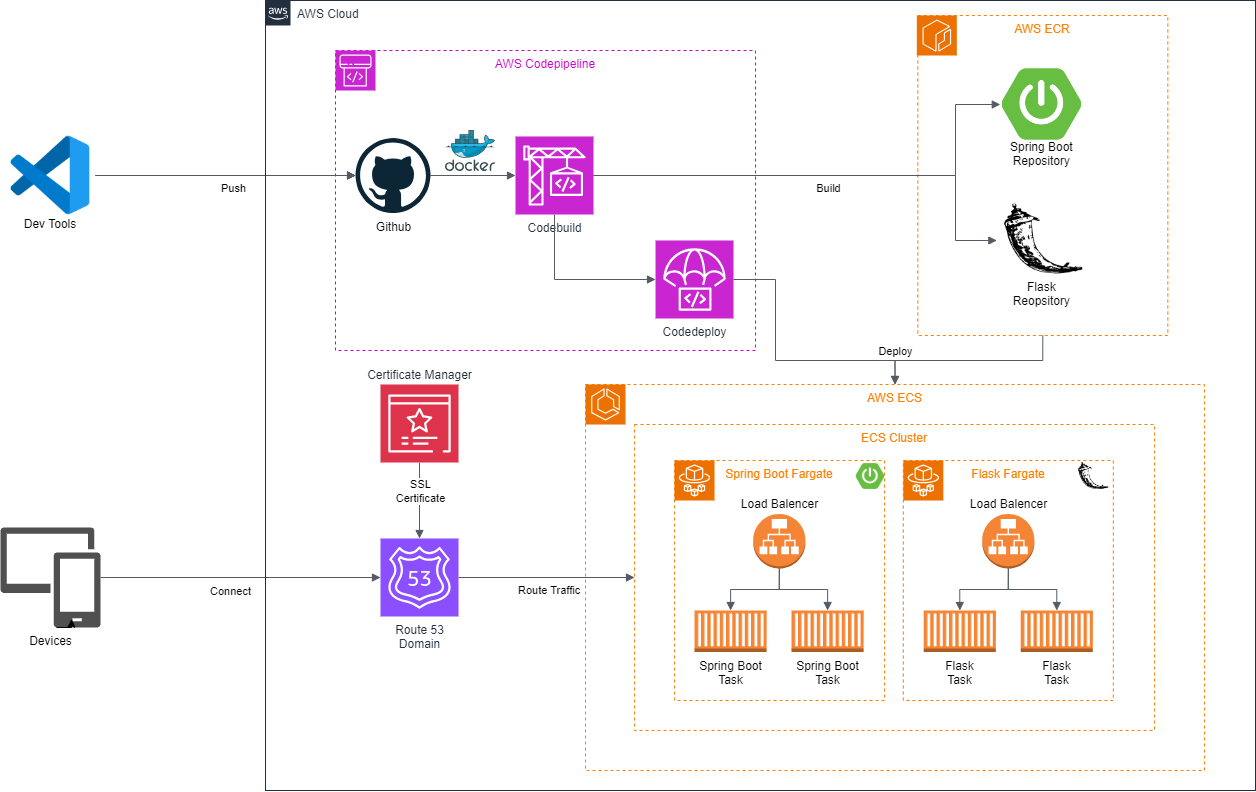 aws
AWS Cloud
AWS Codepipeline
AWS ECR
docker
Spring Boot
Repository
Dev Tools
Push
Github
Codebuild
Build
Flask
Reopsitory
Codedeploy
Deploy
Certificate Manager
AWS ECS
ECS Cluster
SSL
Certificate
Spring Boot Fargate
Flask Fargate
Load Balencer
Load Balencer
53
Connect
Route Traffic
Devices
Route 53
Domain
Spring Boot
Task
Spring Boot
Task
Flask
Task
Flask
Task